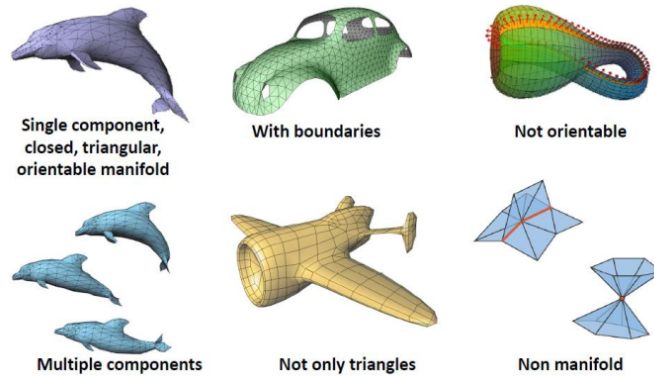 Single component,
closed, triangular,
orientable manifold
With boundaries
Not orientable
Multiple components
Not only triangles
Non manifold